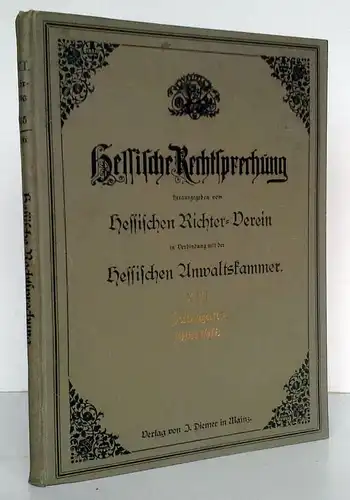 Hessische Rechtsprechung
Herausgegeben vom
Hessischen Richter-Verein
in Verbindung mit der
Hessischen Anwaltskammer.
Verlag von J. Diemer in Mainz.